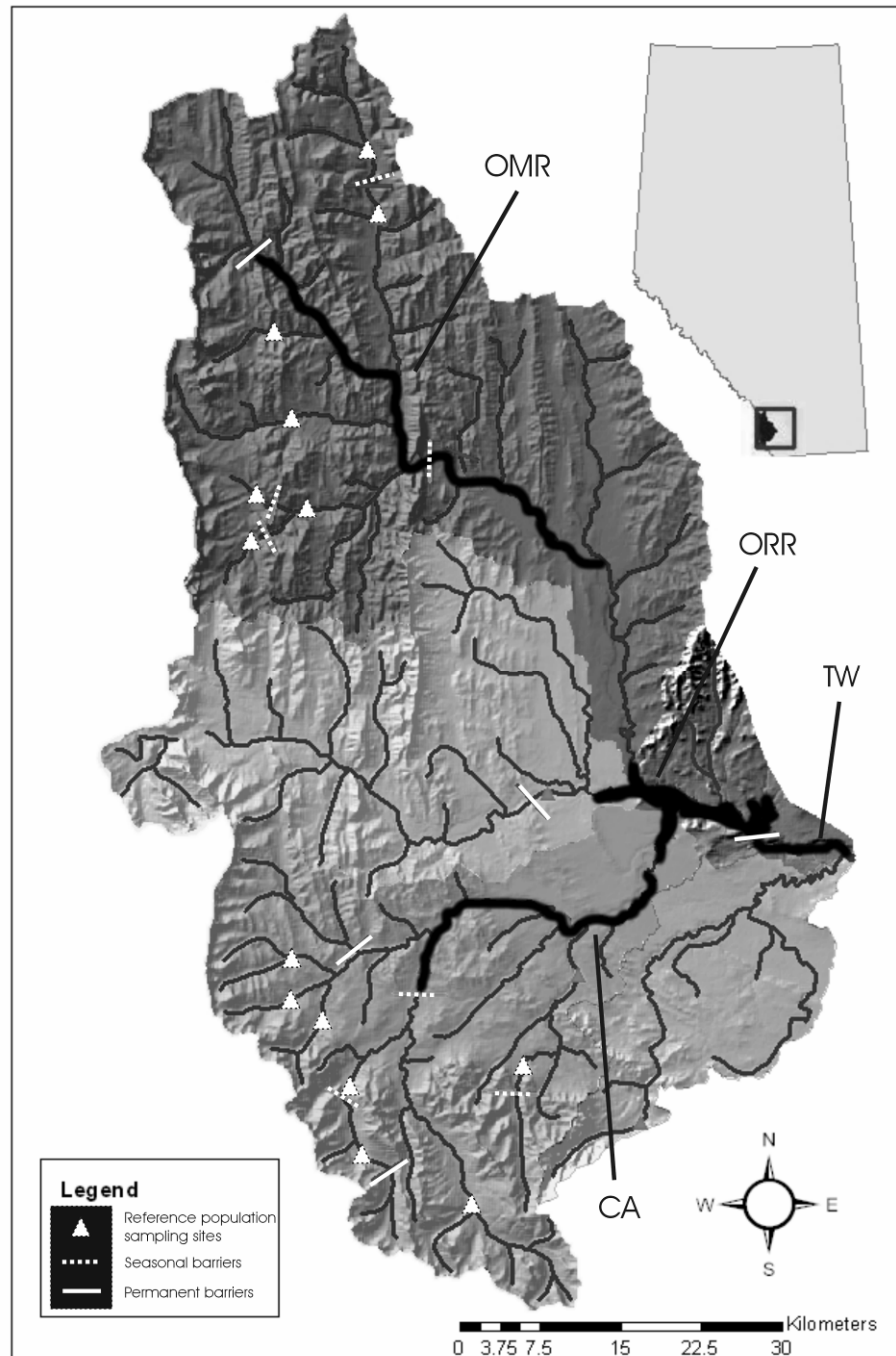 OMR
ORR
TW
CA
N
W E
S
Legend
Reference population
sampling sites
Seasonal barriers
Permanent barriers
Kilometers
0 3.75 7.5 15 22.5 30